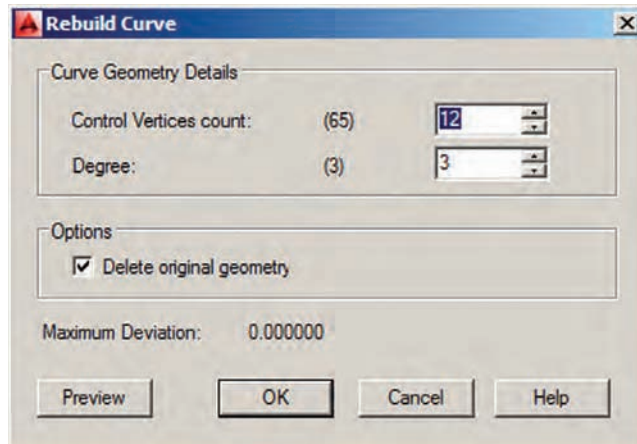 Rebuild Curve
Curve Geometry Details
Control Vertices count: (65) 12
Degree: (3) 3
Options
Delete original geometry
Maximum Deviation: 0.000000
Preview OK Cancel Help